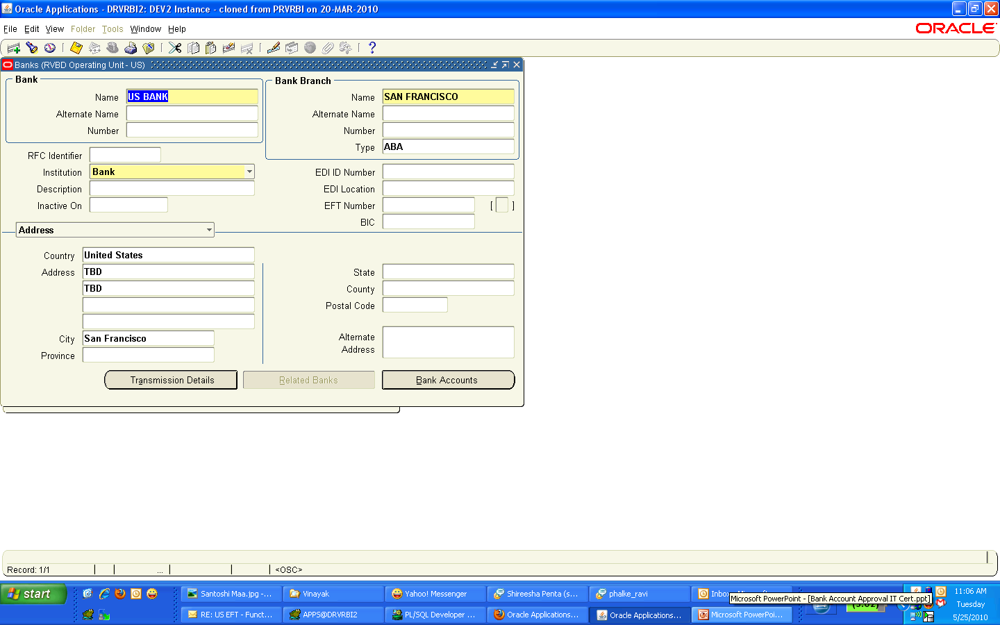 Oracle Applications - DRVRBI2: DEV2 Instance - cloned from PRVRBI on 20-MAR-2010
File Edit View Folder Tools Window Help
ORACLE
Banks (RVBD Operating Unit - US)
Bank
Name US BANK
Alternate Name
Number
Bank Branch
Name SAN FRANCISCO
Alternate Name
Number
Type ABA
RFC Identifier
Institution Bank
Description
Inactive On
EDI ID Number
EDI Location
EFT Number [ ]
BIC
Address
Country United States
Address TBD
TBD
City San Francisco
Province
State
County
Postal Code
Alternate
Address
Transmission Details Related Banks Bank Accounts
Record: 1/1 ... <OSC>
start
Santoshi Maa.jpg -... Vinayak Yahoo! Messenger Shireesha Penta (s... phalke_ravi
Microsoft PowerPoint - [Bank Account Approval IT Cert.ppt]
RE: US EFT - Funct... APPS@DRVRBI2 PL/SQL Developer ... Oracle Applications... Oracle Applications... Microsoft PowerPoi...
11:06 AM
Tuesday
5/25/2010